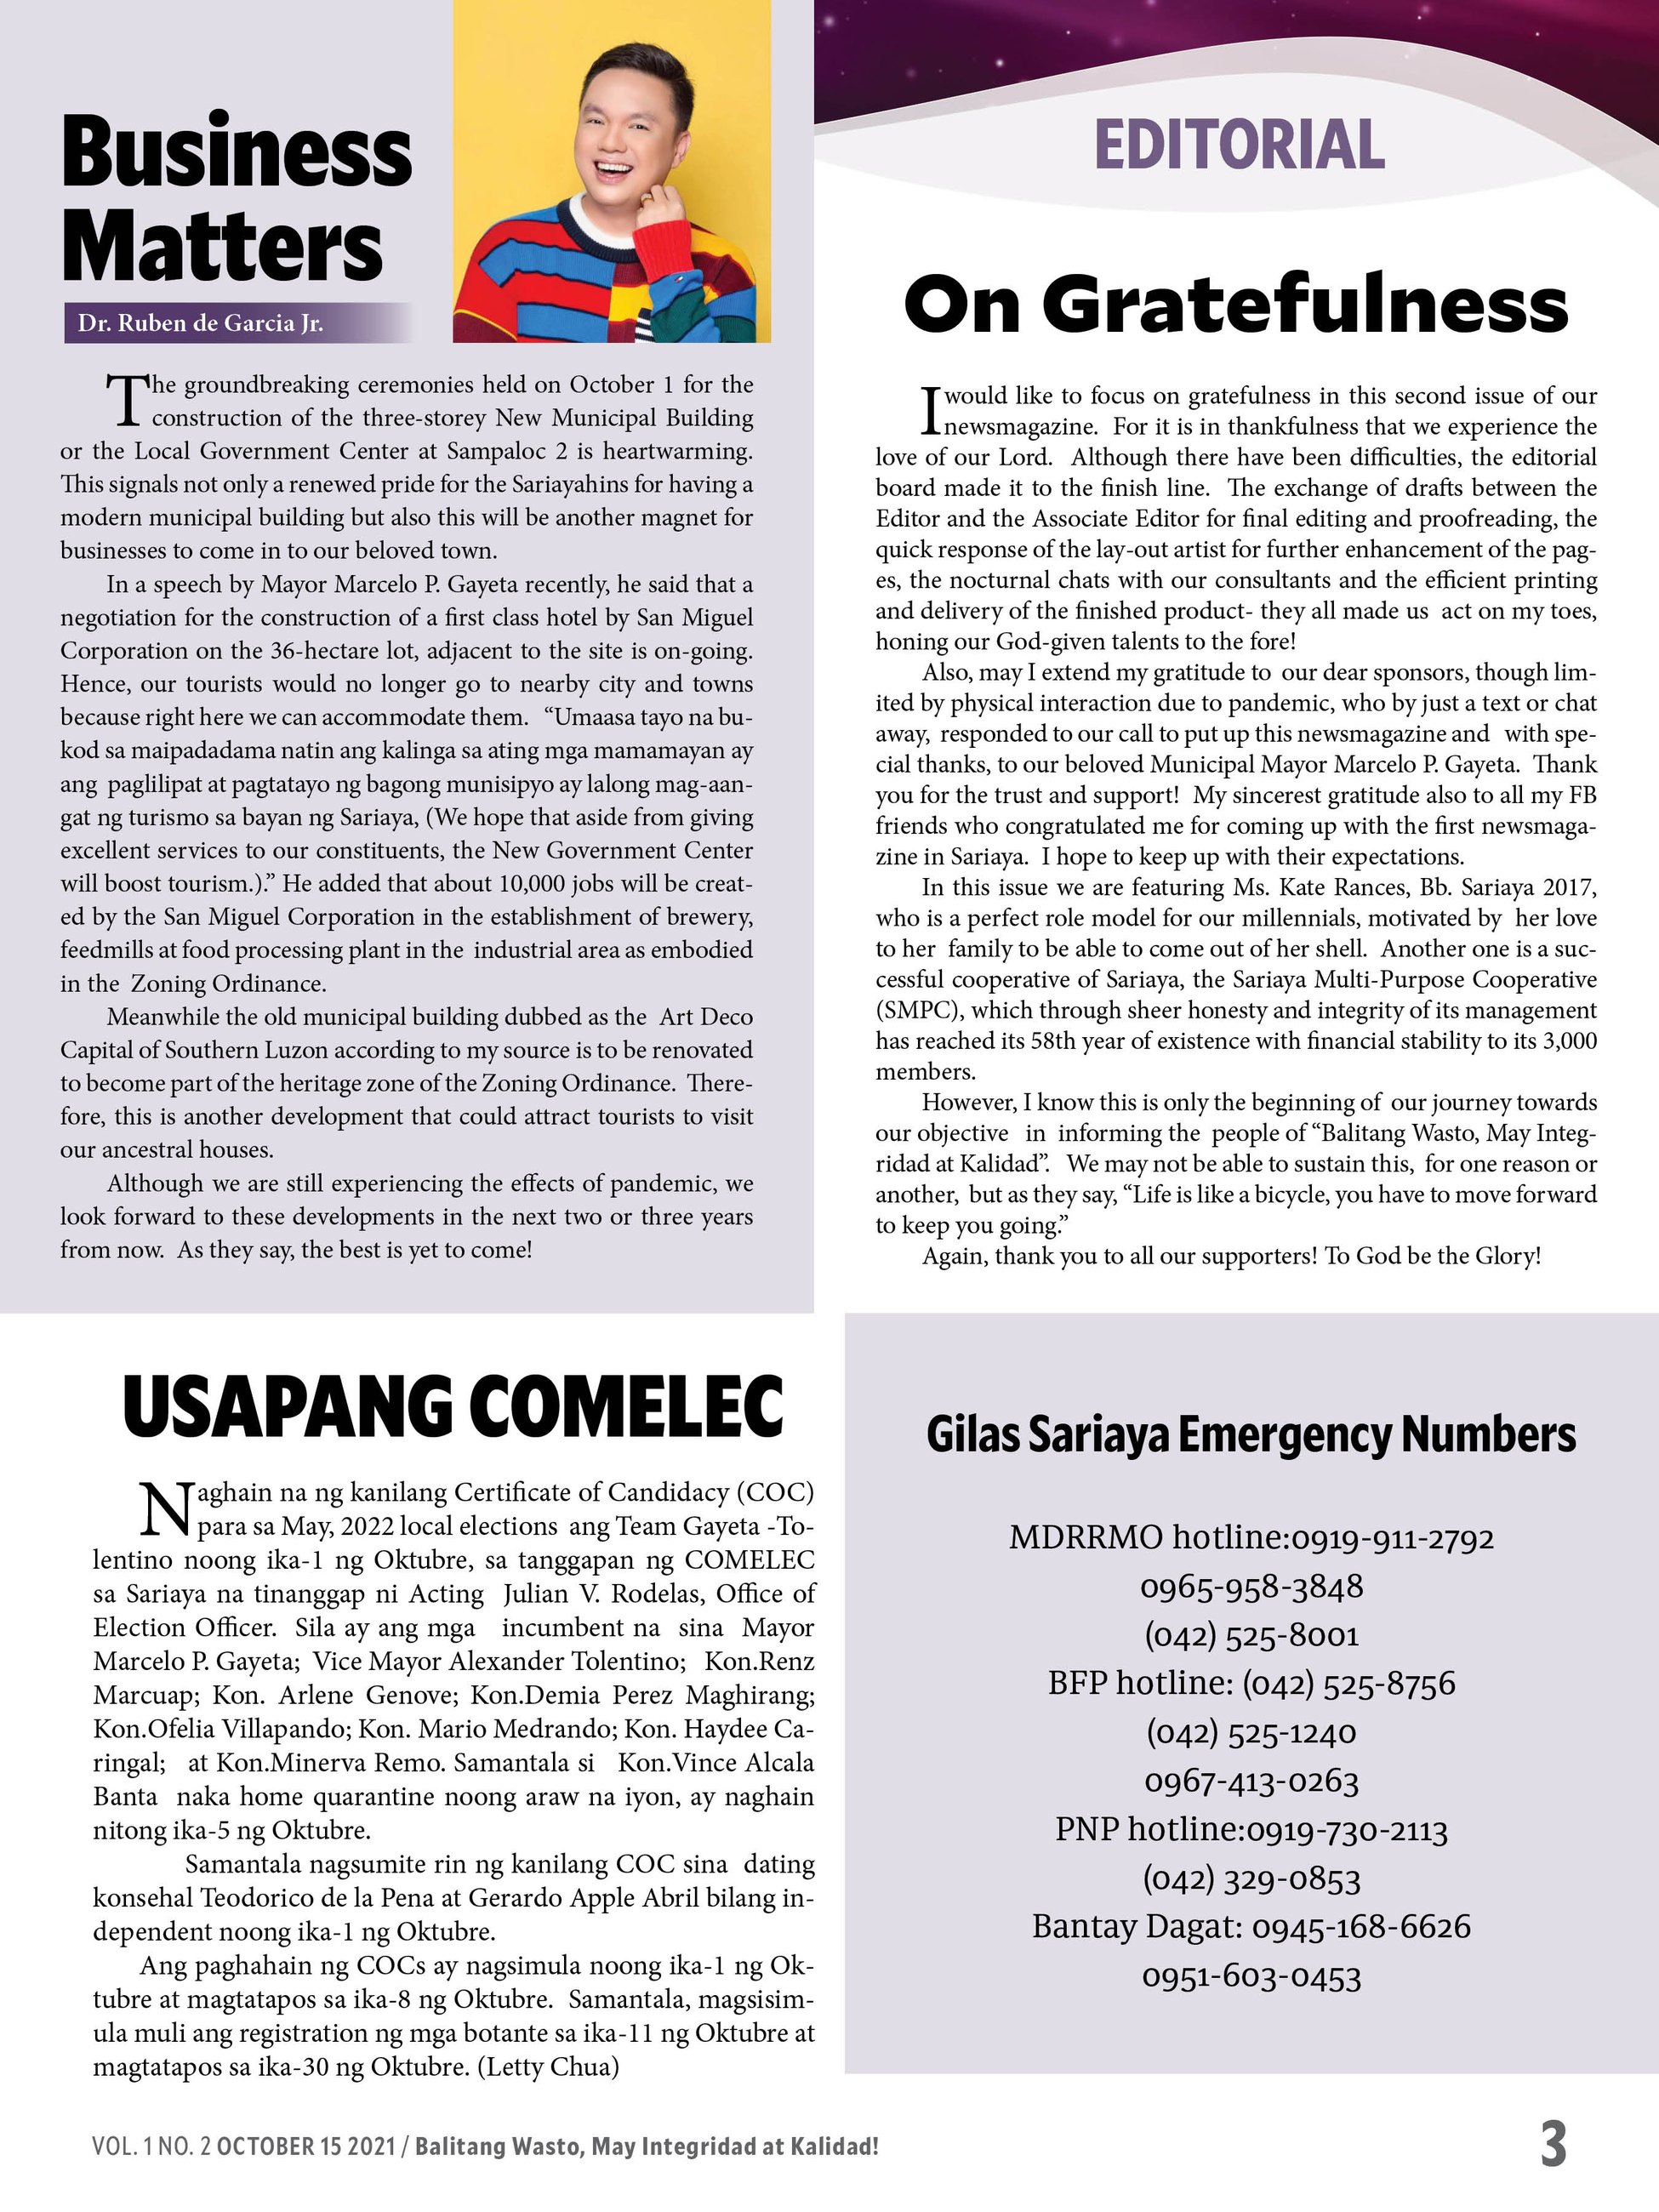 Business
Matters
Dr. Ruben de Garcia Jr.
The groundbreaking ceremonies held on October 1 for the
construction of the three-storey New Municipal Building
or the Local Government Center at Sampaloc 2 is heartwarming.
This signals not only a renewed pride for the Sariayahins for having a
modern municipal building but also this will be another magnet for
businesses to come in to our beloved town.
In a speech by Mayor Marcelo P. Gayeta recently, he said that a
negotiation for the construction of a first class hotel by San Miguel
Corporation on the 36-hectare lot, adjacent to the site is on-going.
Hence, our tourists would no longer go to nearby city and towns
because right here we can accommodate them. “Umaasa tayo na bu-
kod sa maipadadama natin ang kalinga sa ating mga mamamayan ay
ang paglilipat at pagtatayo ng bagong munisipyo ay lalong mag-aan-
gat ng turismo sa bayan ng Sariaya, (We hope that aside from giving
excellent services to our constituents, the New Government Center
will boost tourism.).” He added that about 10,000 jobs will be creat-
ed by the San Miguel Corporation in the establishment of brewery,
feedmills at food processing plant in the industrial area as embodied
in the Zoning Ordinance.
Meanwhile the old municipal building dubbed as the Art Deco
Capital of Southern Luzon according to my source is to be renovated
to become part of the heritage zone of the Zoning Ordinance. There-
fore, this is another development that could attract tourists to visit
our ancestral houses.
Although we are still experiencing the effects of pandemic, we
look forward to these developments in the next two or three years
from now. As they say, the best is yet to come!
EDITORIAL
On Gratefulness
I would like to focus on gratefulness in this second issue of our
newsmagazine. For it is in thankfulness that we experience the
love of our Lord. Although there have been difficulties, the editorial
board made it to the finish line. The exchange of drafts between the
Editor and the Associate Editor for final editing and proofreading, the
quick response of the lay-out artist for further enhancement of the pag-
es, the nocturnal chats with our consultants and the efficient printing
and delivery of the finished product- they all made us act on my toes,
honing our God-given talents to the fore!
Also, may I extend my gratitude to our dear sponsors, though lim-
ited by physical interaction due to pandemic, who by just a text or chat
away, responded to our call to put up this newsmagazine and with spe-
cial thanks, to our beloved Municipal Mayor Marcelo P. Gayeta. Thank
you for the trust and support! My sincerest gratitude also to all my FB
friends who congratulated me for coming up with the first newsmaga-
zine in Sariaya. I hope to keep up with their expectations.
In this issue we are featuring Ms. Kate Rances, Bb. Sariaya 2017,
who is a perfect role model for our millennials, motivated by her love
to her family to be able to come out of her shell. Another one is a suc-
cessful cooperative of Sariaya, the Sariaya Multi-Purpose Cooperative
(SMPC), which through sheer honesty and integrity of its management
has reached its 58th year of existence with financial stability to its 3,000
members.
However, I know this is only the beginning of our journey towards
our objective in informing the people of “Balitang Wasto, May Integ-
ridad at Kalidad”. We may not be able to sustain this, for one reason or
another, but as they say, “Life is like a bicycle, you have to move forward
to keep you going.”
Again, thank you to all our supporters! To God be the Glory!
USAPANG COMELEC
Naghain na ng kanilang Certificate of Candidacy (COC)
para sa May, 2022 local elections ang Team Gayeta -To-
lentino noong ika-1 ng Oktubre, sa tanggapan ng COMELEC
sa Sariaya na tinanggap ni Acting Julian V. Rodelas, Office of
Election Officer. Sila ay ang mga incumbent na sina Mayor
Marcelo P. Gayeta; Vice Mayor Alexander Tolentino; Kon.Renz
Marcuap; Kon. Arlene Genove; Kon.Demia Perez Maghirang;
Kon.Ofelia Villapando; Kon. Mario Medrando; Kon. Haydee Ca-
ringal; at Kon.Minerva Remo. Samantala si Kon.Vince Alcala
Banta naka home quarantine noong araw na iyon, ay naghain
nitong ika-5 ng Oktubre.
Samantala nagsumite rin ng kanilang COC sina dating
konsehal Teodorico de la Pena at Gerardo Apple Abril bilang in-
dependent noong ika-1 ng Oktubre.
Ang paghahain ng COCs ay nagsimula noong ika-1 ng Ok-
tubre at magtatapos sa ika-8 ng Oktubre. Samantala, magsisim-
ula muli ang registration ng mga botante sa ika-11 ng Oktubre at
magtatapos sa ika-30 ng Oktubre. (Letty Chua)
Gilas Sariaya Emergency Numbers
MDRRMO hotline:0919-911-2792
0965-958-3848
(042) 525-8001
BFP hotline: (042) 525-8756
(042) 525-1240
0967-413-0263
PNP hotline:0919-730-2113
(042) 329-0853
Bantay Dagat: 0945-168-6626
0951-603-0453
VOL. 1 NO. 2 OCTOBER 15 2021 / Balitang Wasto, May Integridad at Kalidad!
3